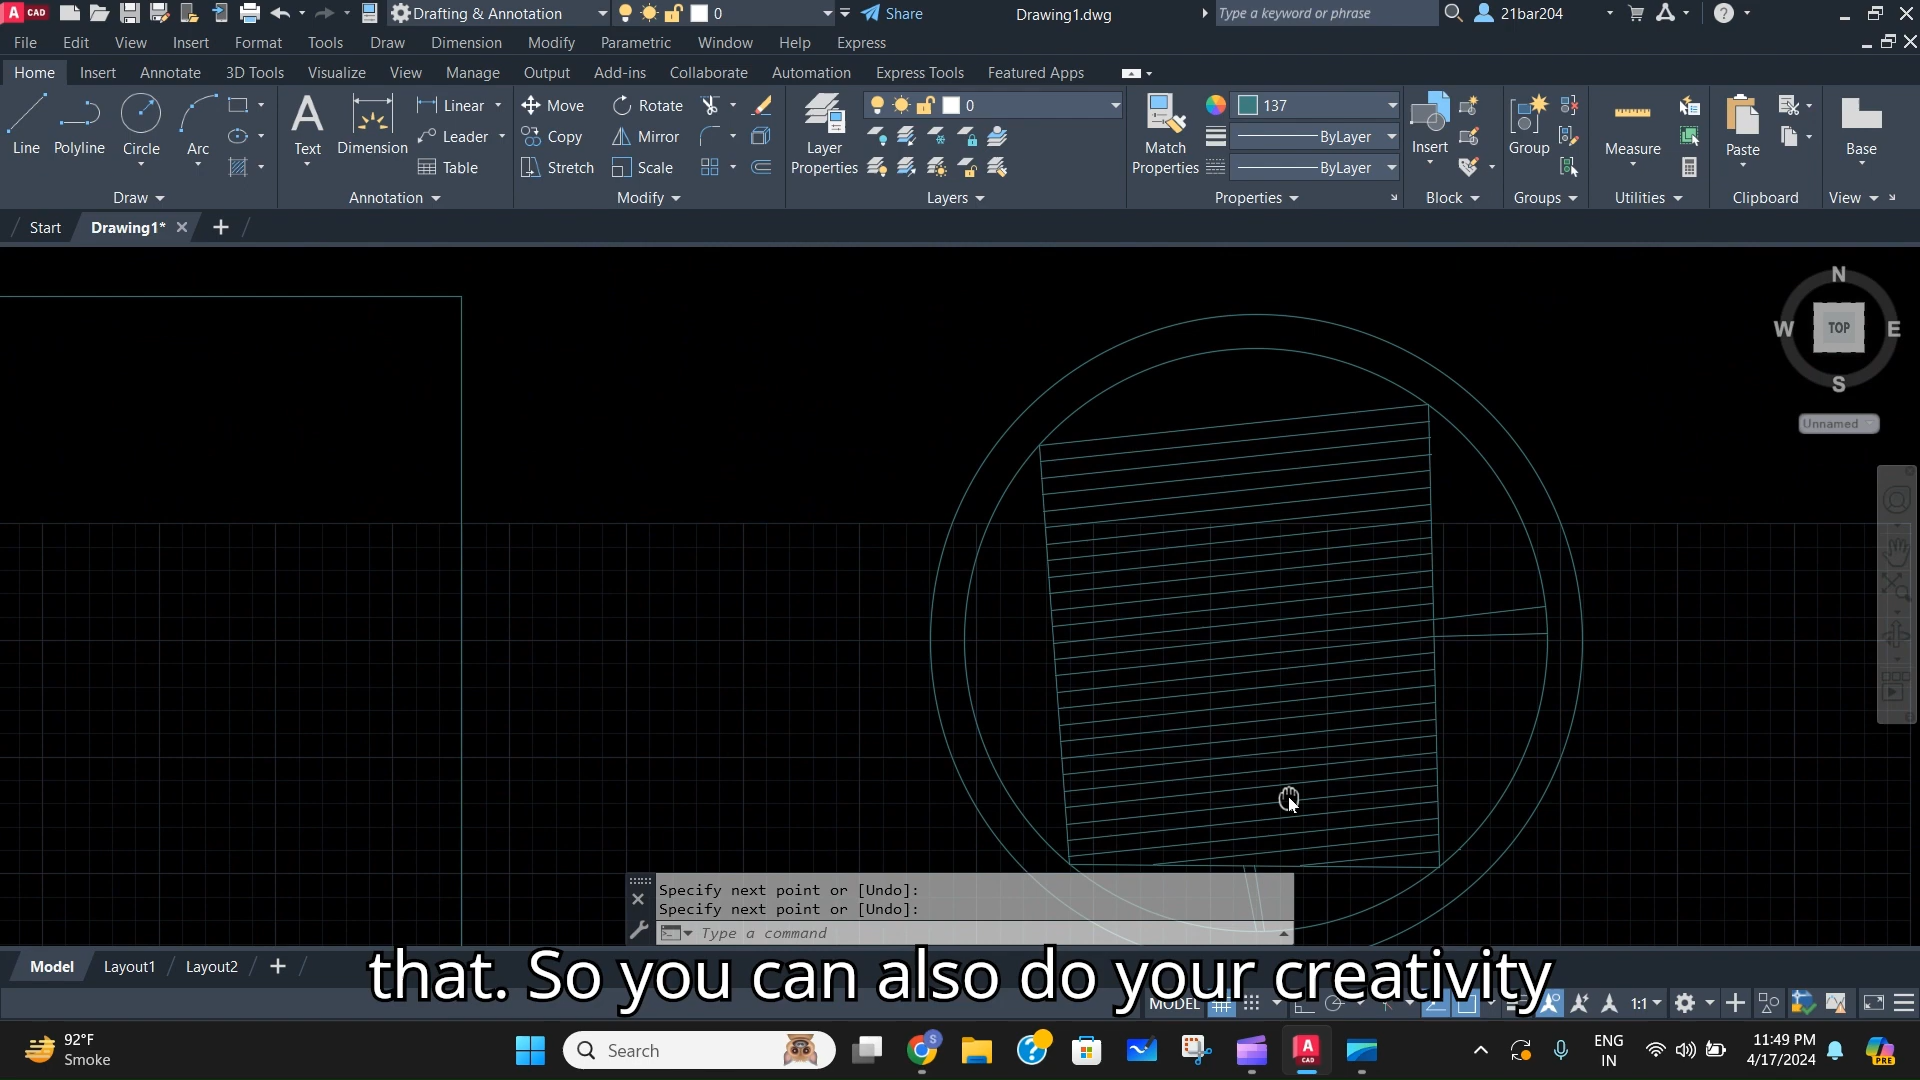 A CAD Drafting & Annotation 0 Share Drawing1.dwg Type a keyword or phrase 21bar204
File Edit View Insert Format Tools Draw Dimension Modify Parametric Window Help Express
Home Insert Annotate 3D Tools Visualize View Manage Output Add-ins Collaborate Automation Express Tools Featured Apps
Linear Move Rotate 0 137
Line Polyline Circle Arc Text Dimension Leader Copy Mirror Layer Properties Match Properties ByLayer Insert Group Measure Paste Base
Table Stretch Scale ByLayer
Draw Annotation Modify Layers Properties Block Groups Utilities Clipboard View
Start Drawing1*
N
W TOP E
S
Unnamed
Specify next point or [Undo]:
Specify next point or [Undo]:
Type a command
Model Layout1 Layout2
that. So you can also do your creativity
MODEL 1:1
92°F
Smoke
Search
A CAD
ENG
IN
11:49 PM
4/17/2024
PRE